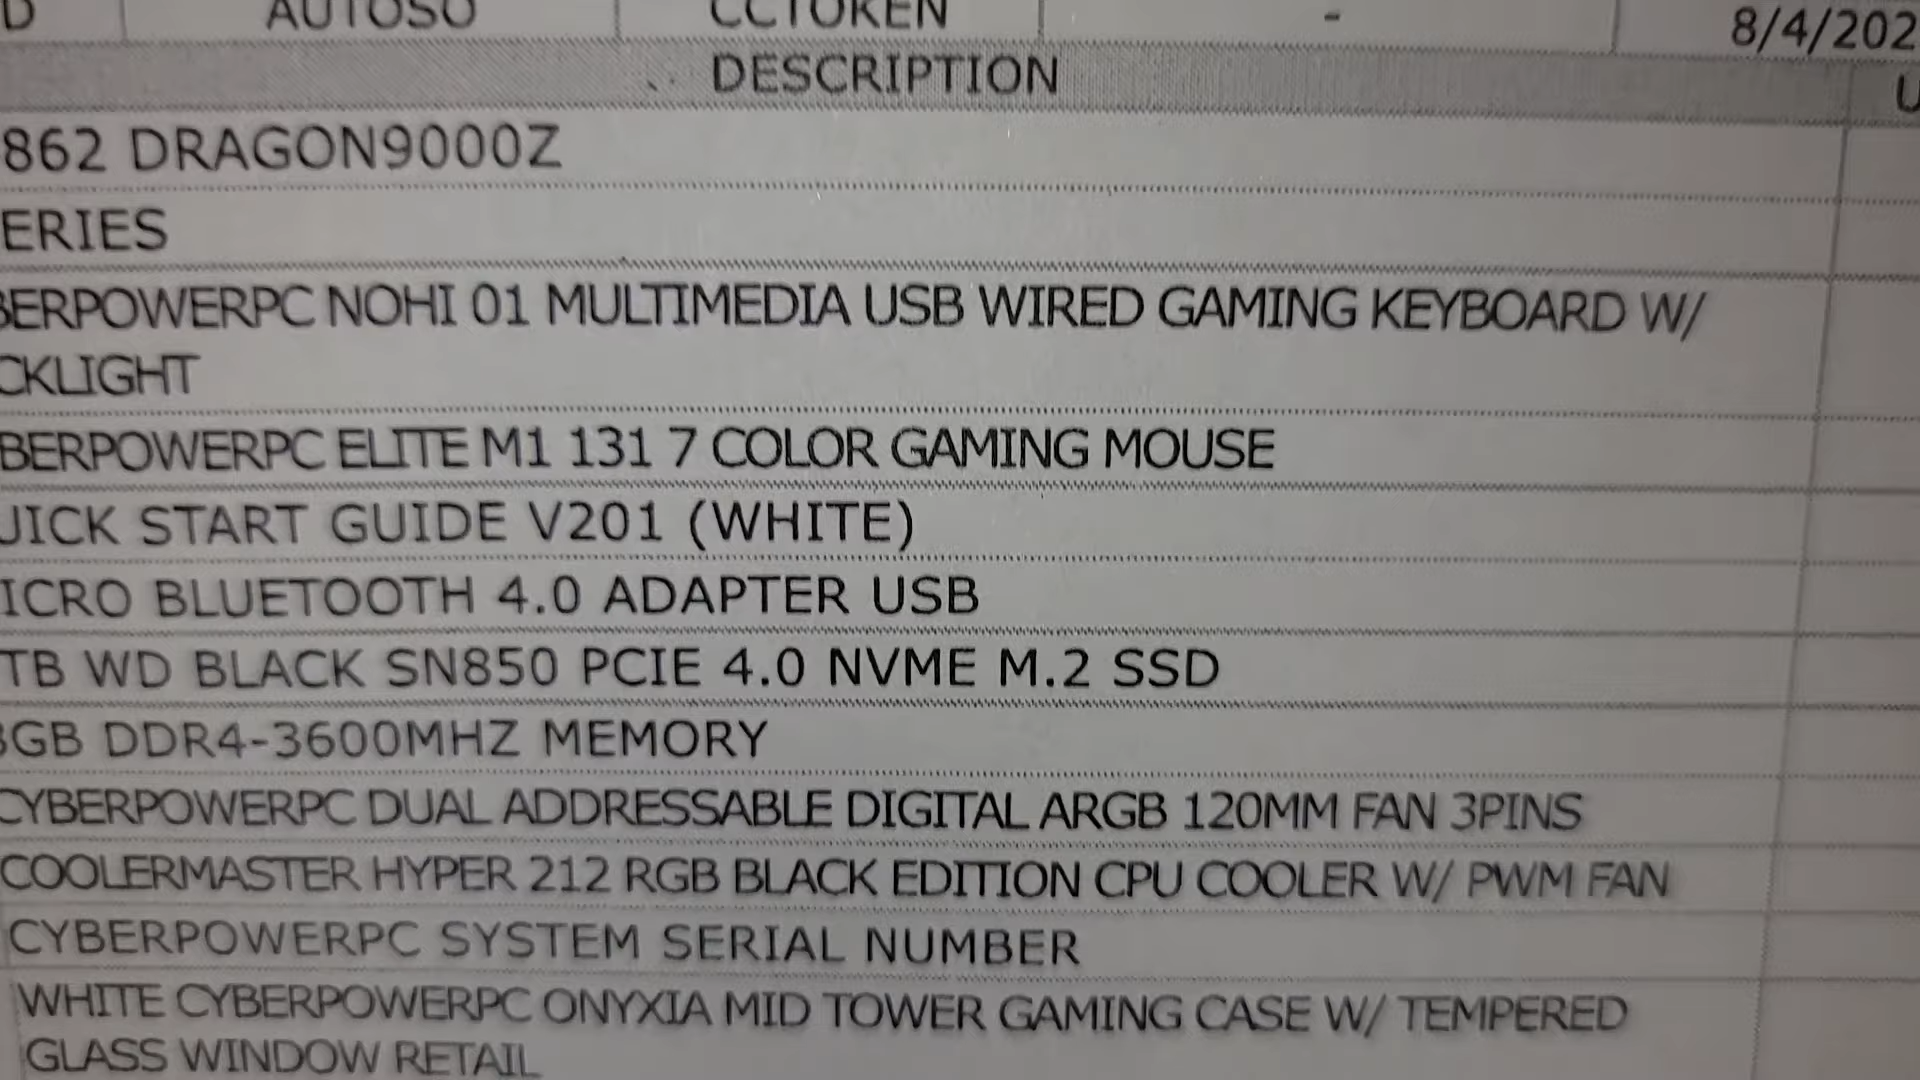 D AUTOSO CCTOKEN - 8/4/202
DESCRIPTION U
862 DRAGON9000Z
ERIES
BERPOWERPC NOHI 01 MULTIMEDIA USB WIRED GAMING KEYBOARD W/
CKLIGHT
BERPOWERPC ELITE M1 131 7 COLOR GAMING MOUSE
UICK START GUIDE V201 (WHITE)
ICRO BLUETOOTH 4.0 ADAPTER USB
TB WD BLACK SN850 PCIE 4.0 NVME M.2 SSD
GB DDR4-3600MHZ MEMORY
CYBERPOWERPC DUAL ADDRESSABLE DIGITAL ARGB 120MM FAN 3PINS
COOLERMASTER HYPER 212 RGB BLACK EDITION CPU COOLER W/ PWM FAN
CYBERPOWERPC SYSTEM SERIAL NUMBER
WHITE CYBERPOWERPC ONYXIA MID TOWER GAMING CASE W/ TEMPERED
GLASS WINDOW RETAIL